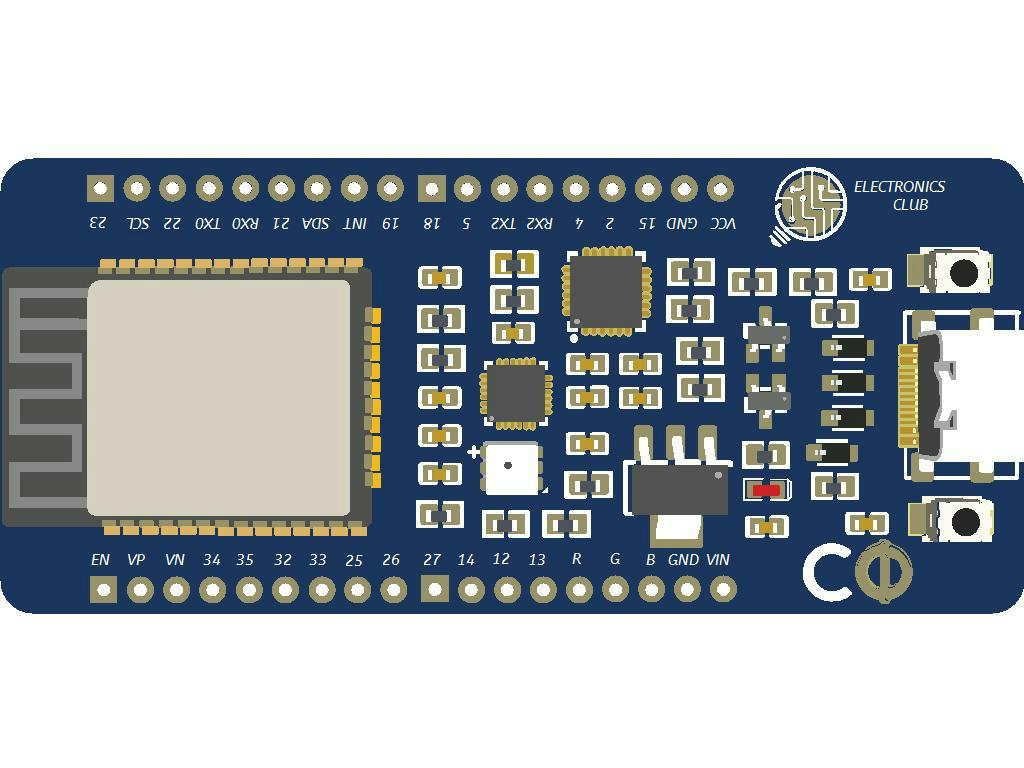 23 SCL 22 TX0 RX0 21 SDA INT 19 18 5 TX2 RX2 4 2 15 GND VCC
ELECTRONICS
CLUB
+
EN VP VN 34 35 32 33 25 26 27 14 12 13 R G B GND VIN
CΦ